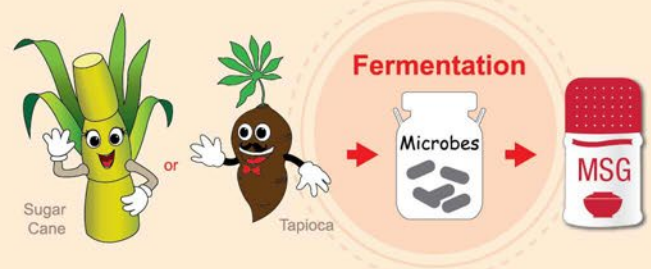 Fermentation
Sugar
Cane
or
Tapioca
Microbes
MSG